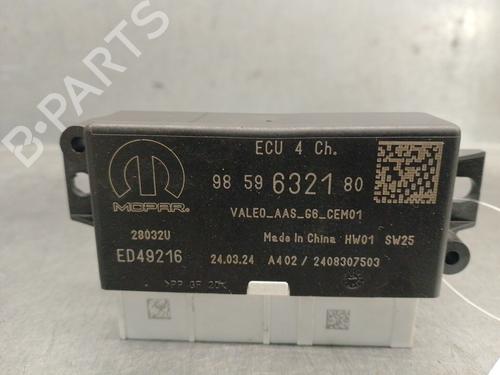 B-PARTS
ECU 4 Ch.
98 59 6321 80
MOPAR.
VALEO_AAS_G6_CEM01
28032U
Made in China HW01 SW25
ED49216
24.03.24 A402 / 2408307503